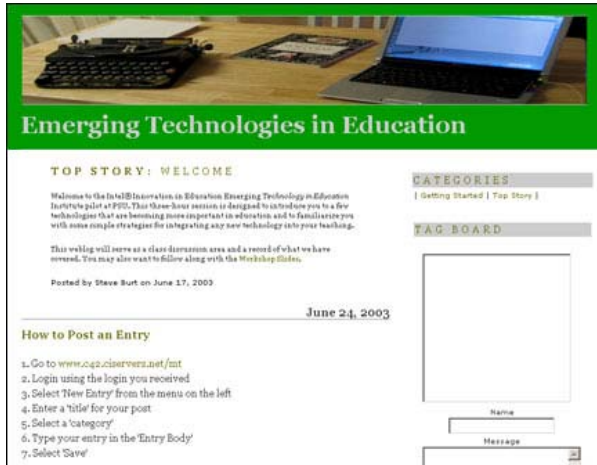 Emerging Technologies in Education
TOP STORY: WELCOME
Welcome to the Intel® Innovation in Education Emerging Technology in Education
Institute pilot at PSU. This three-hour session is designed to introduce you to a few
technologies that are becoming more important in education and to familiarize you
with some simple strategies for integrating any new technology into your teaching.
This weblog will serve as a class discussion area and a record of what we have
covered. You may also want to follow along with the Workshop Slides.
Posted by Steve Burt on June 17, 2003
June 24, 2003
How to Post an Entry
1. Go to www.c42.ciservers.net/mt
2. Login using the login you received
3. Select 'New Entry' from the menu on the left
4. Enter a 'title' for your post
5. Select a 'category'
6. Type your entry in the 'Entry Body'
7. Select 'Save'
CATEGORIES
| Getting Started | Top Story |
TAG BOARD
Name
Message